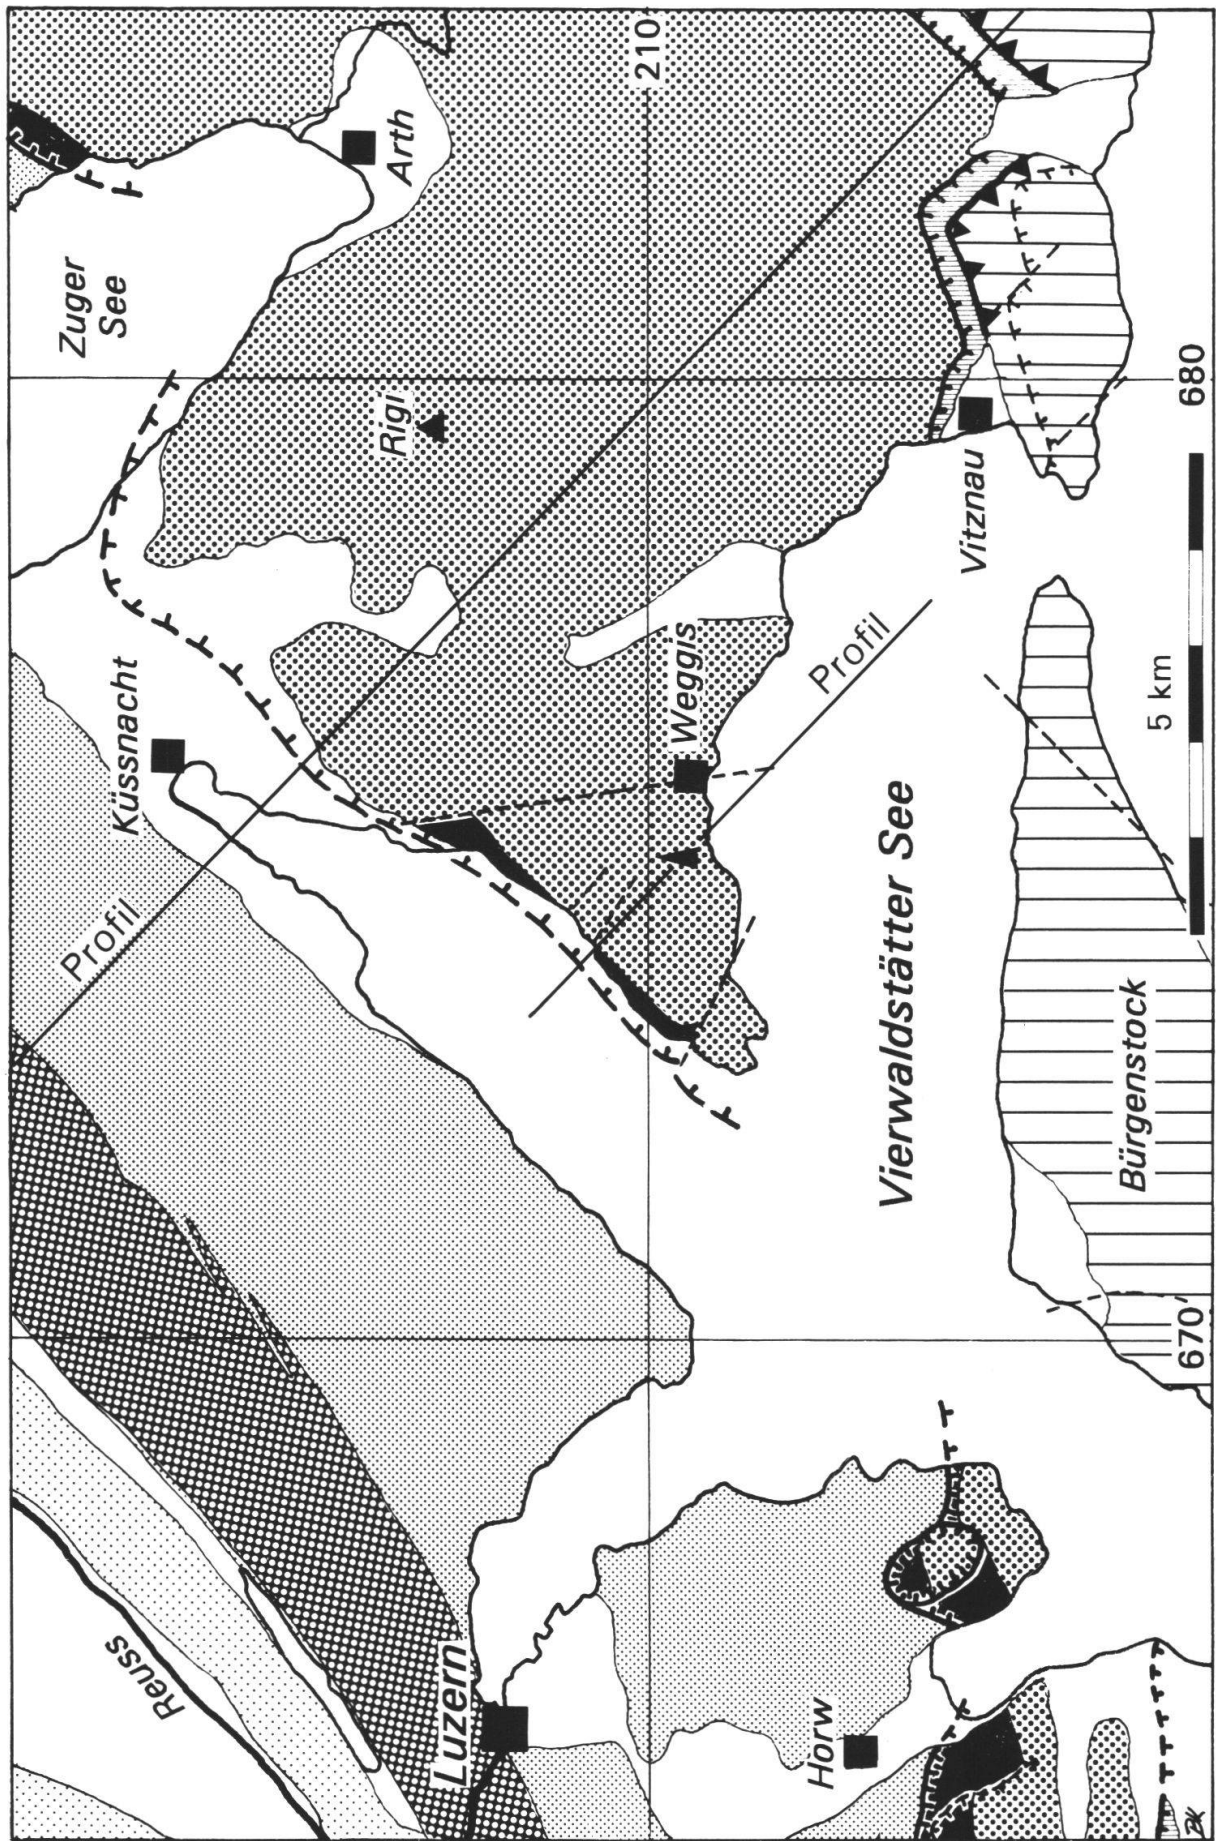 Zuger
See
Profil
Küssnacht
Reuss
Rigi
Arth
Luzern
210
Weggis
Horw
Profil
Vierwaldstätter See
Vitznau
Bürgenstock
5 km
670
680